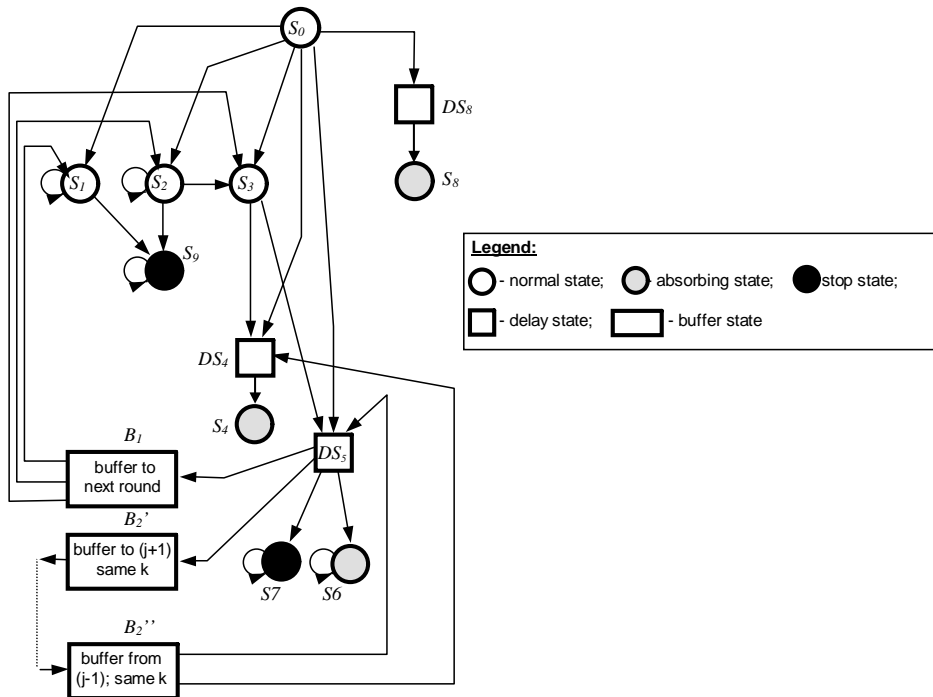 S0
DS8
S1
S2
S3
S8
S9
Legend:
- normal state;
- absorbing state;
stop state;
- delay state;
- buffer state
DS4
S4
B1
DS5
buffer to
next round
B2'
buffer to (j+1)
same k
S7
S6
B2''
buffer from
(j-1); same k